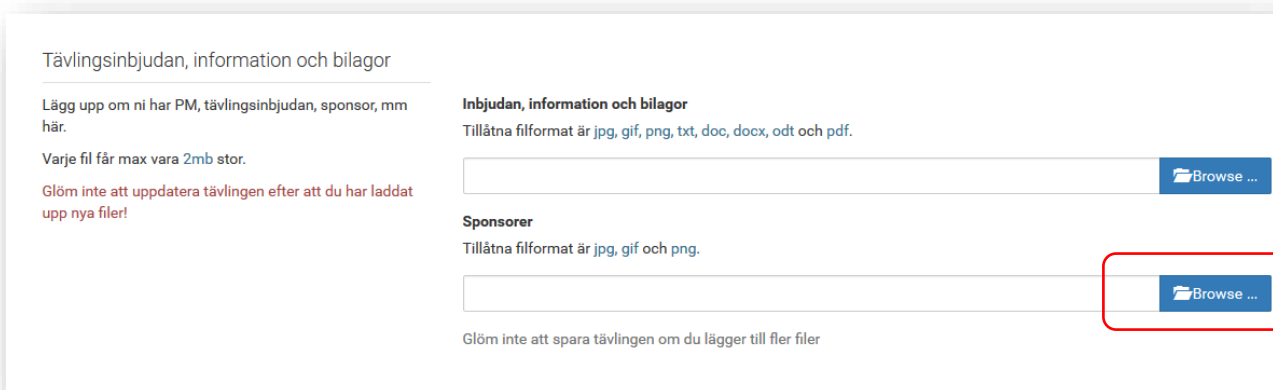 Tävlingsinbjudan, information och bilagor
Lägg upp om ni har PM, tävlingsinbjudan, sponsor, mm
här.
Varje fil får max vara 2mb stor.
Glöm inte att uppdatera tävlingen efter att du har laddat
upp nya filer!
Inbjudan, information och bilagor
Tillåtna filformat är jpg, gif, png, txt, doc, docx, odt och pdf.
Browse ...
Sponsorer
Tillåtna filformat är jpg, gif och png.
Browse ...
Glöm inte att spara tävlingen om du lägger till fler filer